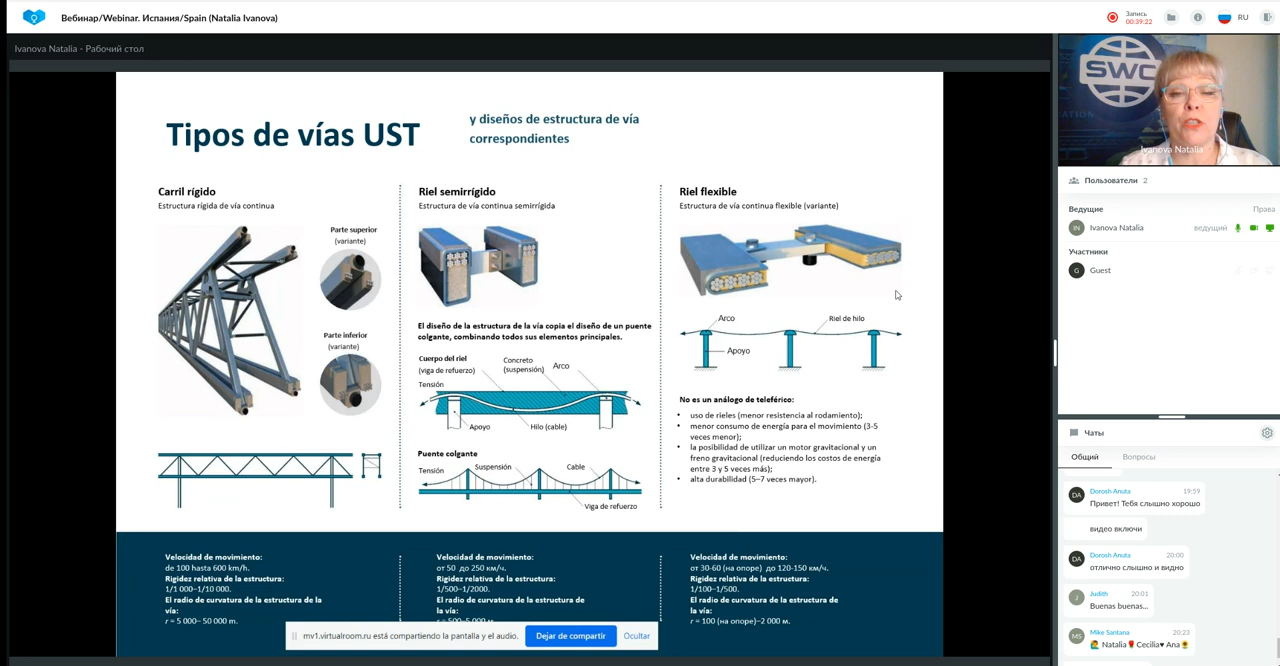 Вебинар/Webinar. Испания/Spain (Natalia Ivanova)
Запись
00:39:22
RU
Ivanova Natalia - Рабочий стол
Tipos de vías UST
y diseños de estructura de vía
correspondientes
Carril rígido
Estructura rígida de vía continua
Parte superior
(variante)
Parte inferior
(variante)
Riel semirrígido
Estructura de vía continua semirrígida
El diseño de la estructura de la vía copia el diseño de un puente
colgante, combinando todos sus elementos principales.
Cuerpo del riel
(viga de refuerzo)
Concreto
(suspensión)
Arco
Tensión
Apoyo
Hilo (cable)
Puente colgante
Tensión
Suspensión
Cable
Viga de refuerzo
Riel flexible
Estructura de vía continua flexible (variante)
Arco
Riel de hilo
Apoyo
No es un análogo de teleférico:
• uso de rieles (menor resistencia al rodamiento);
• menor consumo de energía para el movimiento (3-5
veces menor);
• la posibilidad de utilizar un motor gravitacional y un
freno gravitacional (reduciendo los costos de energía
entre 3 y 5 veces más);
• alta durabilidad (5–7 veces mayor).
Velocidad de movimiento:
de 100 hasta 600 km/h.
Rigidez relativa de la estructura:
1/1 000–1/10 000.
El radio de curvatura de la estructura de la
vía:
r = 5 000– 50 000 m.
Velocidad de movimiento:
от 50 до 250 км/ч.
Rigidez relativa de la estructura:
1/500–1/2000.
El radio de curvatura de la estructura de
la vía:
r = 500–5 000 м.
Velocidad de movimiento:
от 30-60 (на опоре) до 120-150 км/ч.
Rigidez relativa de la estructura:
1/100–1/500.
El radio de curvatura de la estructura de
la vía:
r = 100 (на опоре)–2 000 м.
mv1.virtualroom.ru está compartiendo la pantalla y el audio.
Dejar de compartir
Ocultar
SWC
Ivanova Natalia
Пользователи 2
Ведущие
Права
IN
Ivanova Natalia
ведущий
Участники
G
Guest
Чаты
Общий
Вопросы
DA
Dorosh Anuta
19:59
Привет! Тебя слышно хорошо
видео включи
DA
Dorosh Anuta
20:00
отлично слышно и видно
J
Judith
20:01
Buenas buenas...
MS
Mike Santana
20:23
🙋‍♂️ Natalia🌹Cecilia♥ Ana🌻